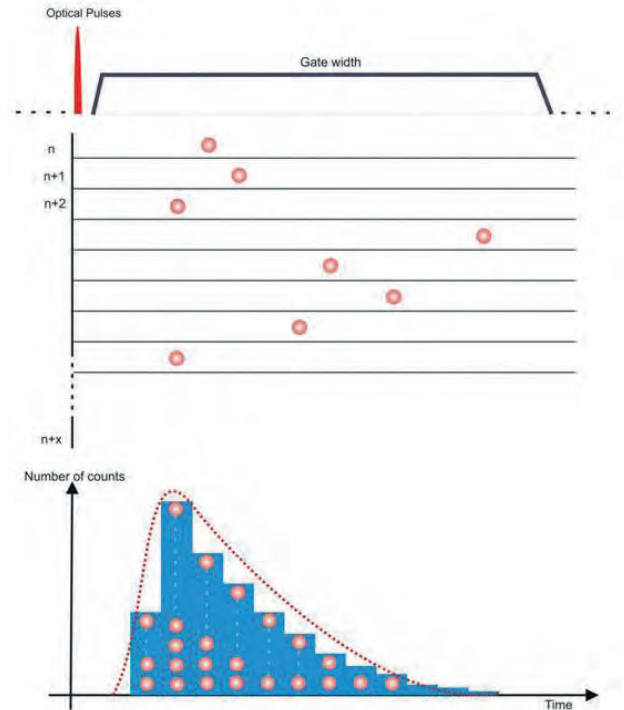 Optical Pulses
Gate width
n
n+1
n+2
n+x
Number of counts
Time